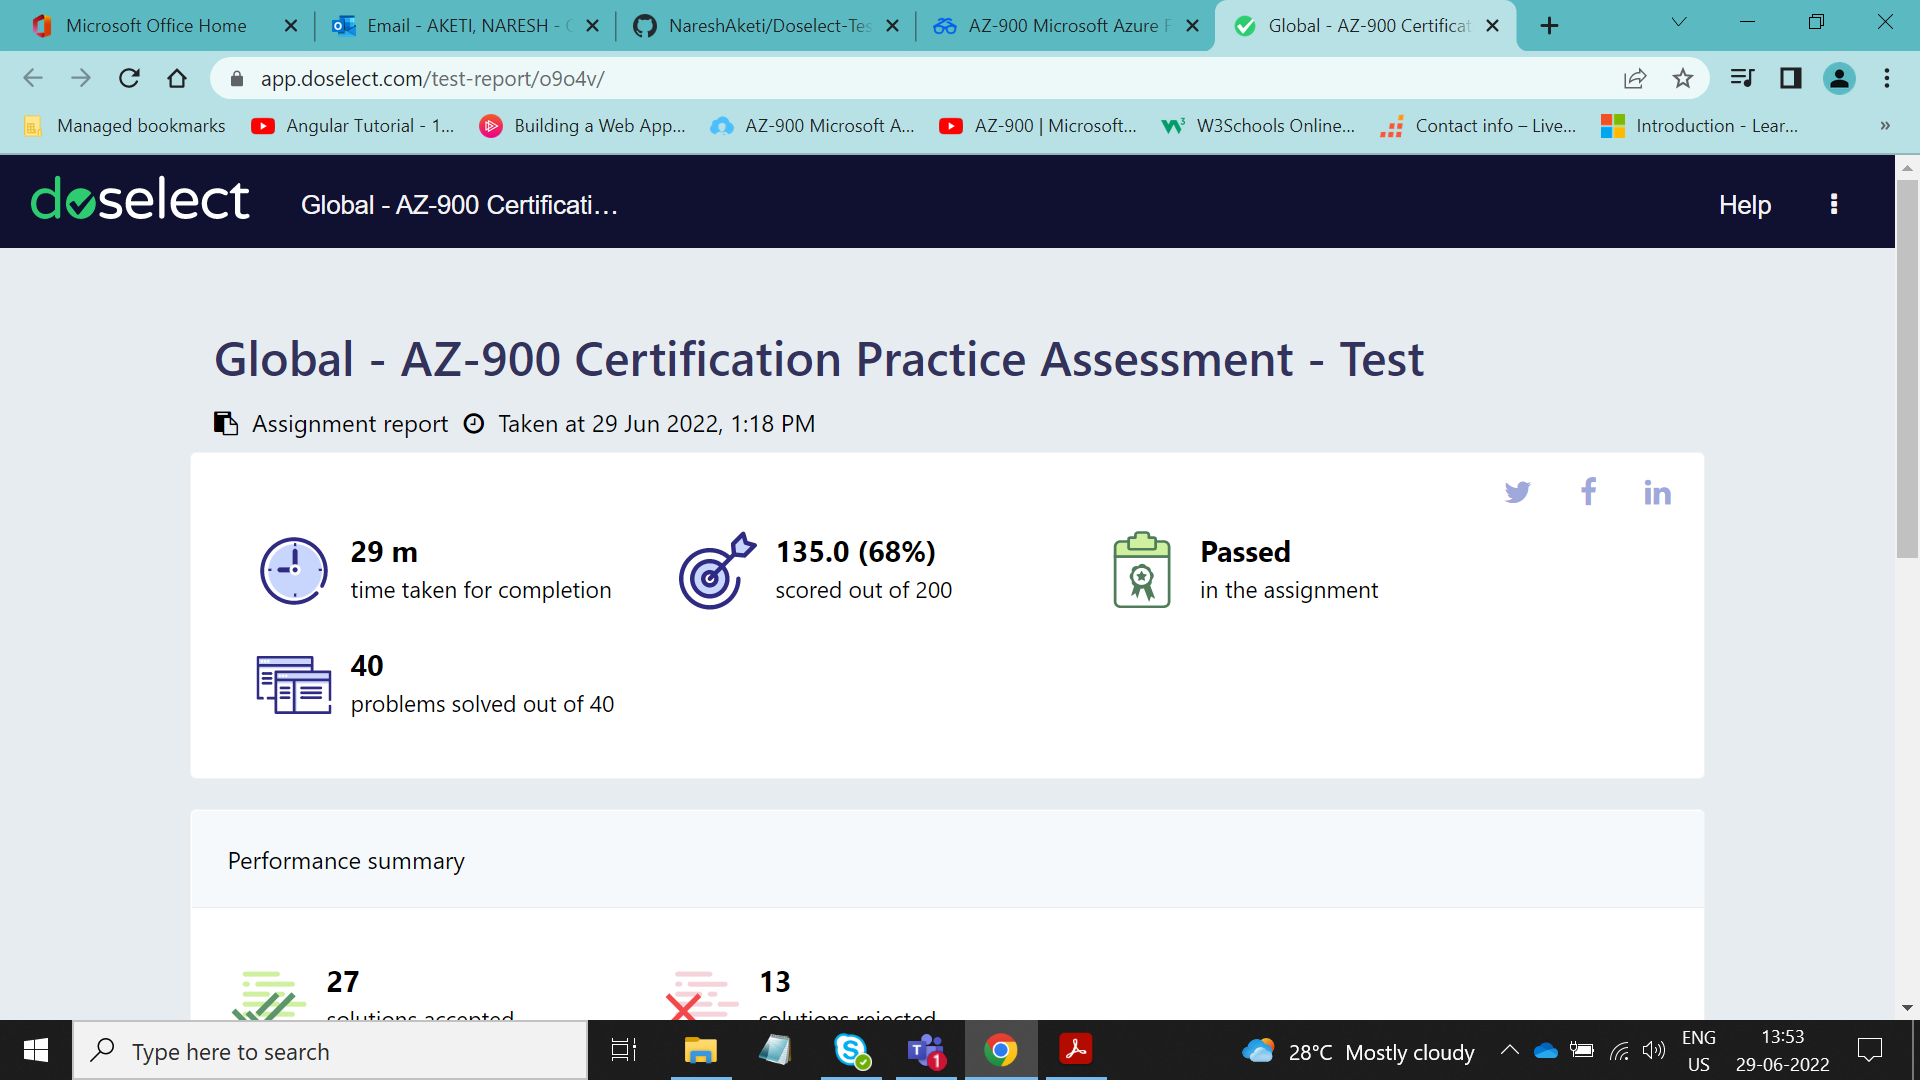 Microsoft Office Home
Email - AKETI, NARESH -
NareshAketi/Doselect-Tes
AZ-900 Microsoft Azure F
Global - AZ-900 Certificat
app.doselect.com/test-report/o9o4v/
Managed bookmarks
Angular Tutorial - 1...
Building a Web App...
AZ-900 Microsoft A...
AZ-900 | Microsoft...
W3Schools Online...
Contact info – Live...
Introduction - Lear...
»
doselect
Global - AZ-900 Certificati...
Help
Global - AZ-900 Certification Practice Assessment - Test
Assignment report
Taken at 29 Jun 2022, 1:18 PM
29 m
time taken for completion
135.0 (68%)
scored out of 200
Passed
in the assignment
40
problems solved out of 40
Performance summary
27
solutions accepted
13
solutions rejected
Type here to search
1
28°C Mostly cloudy
ENG
US
13:53
29-06-2022